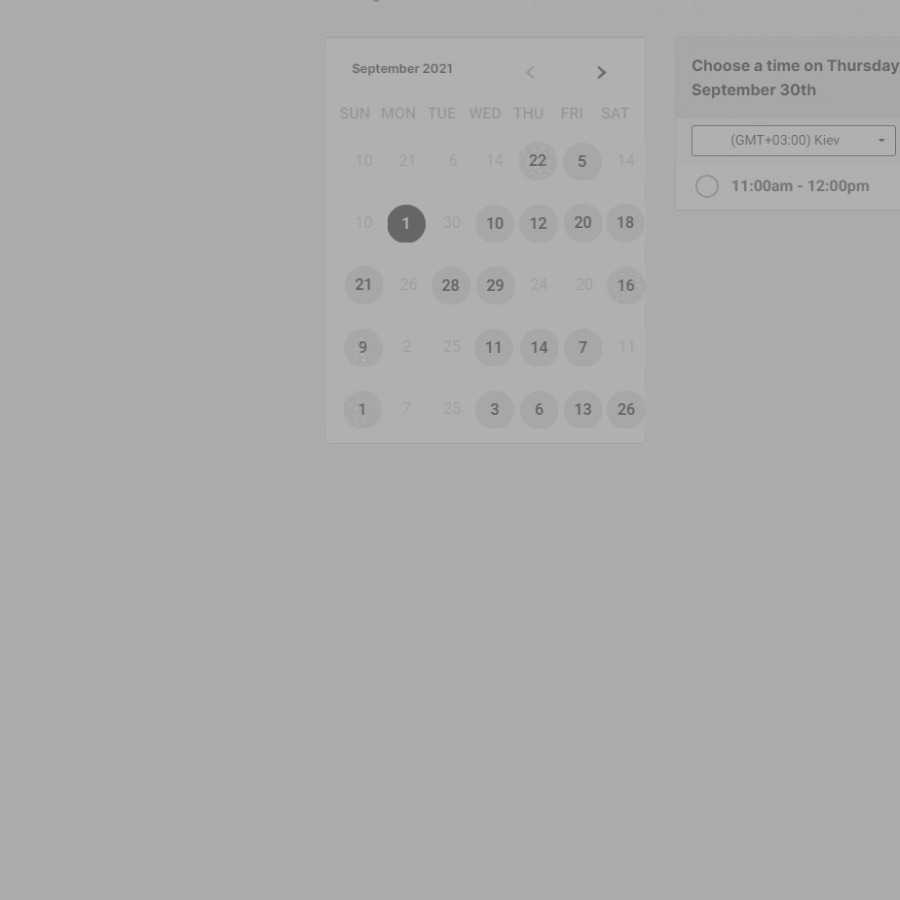 September 2021
SUN MON TUE WED THU FRI SAT
10 21 6 14 22 5 14
10 1 30 10 12 20 18
21 26 28 29 24 20 16
9 2 25 11 14 7 11
1 7 25 3 6 13 26
Choose a time on Thursday
September 30th
(GMT+03:00) Kiev
11:00am - 12:00pm